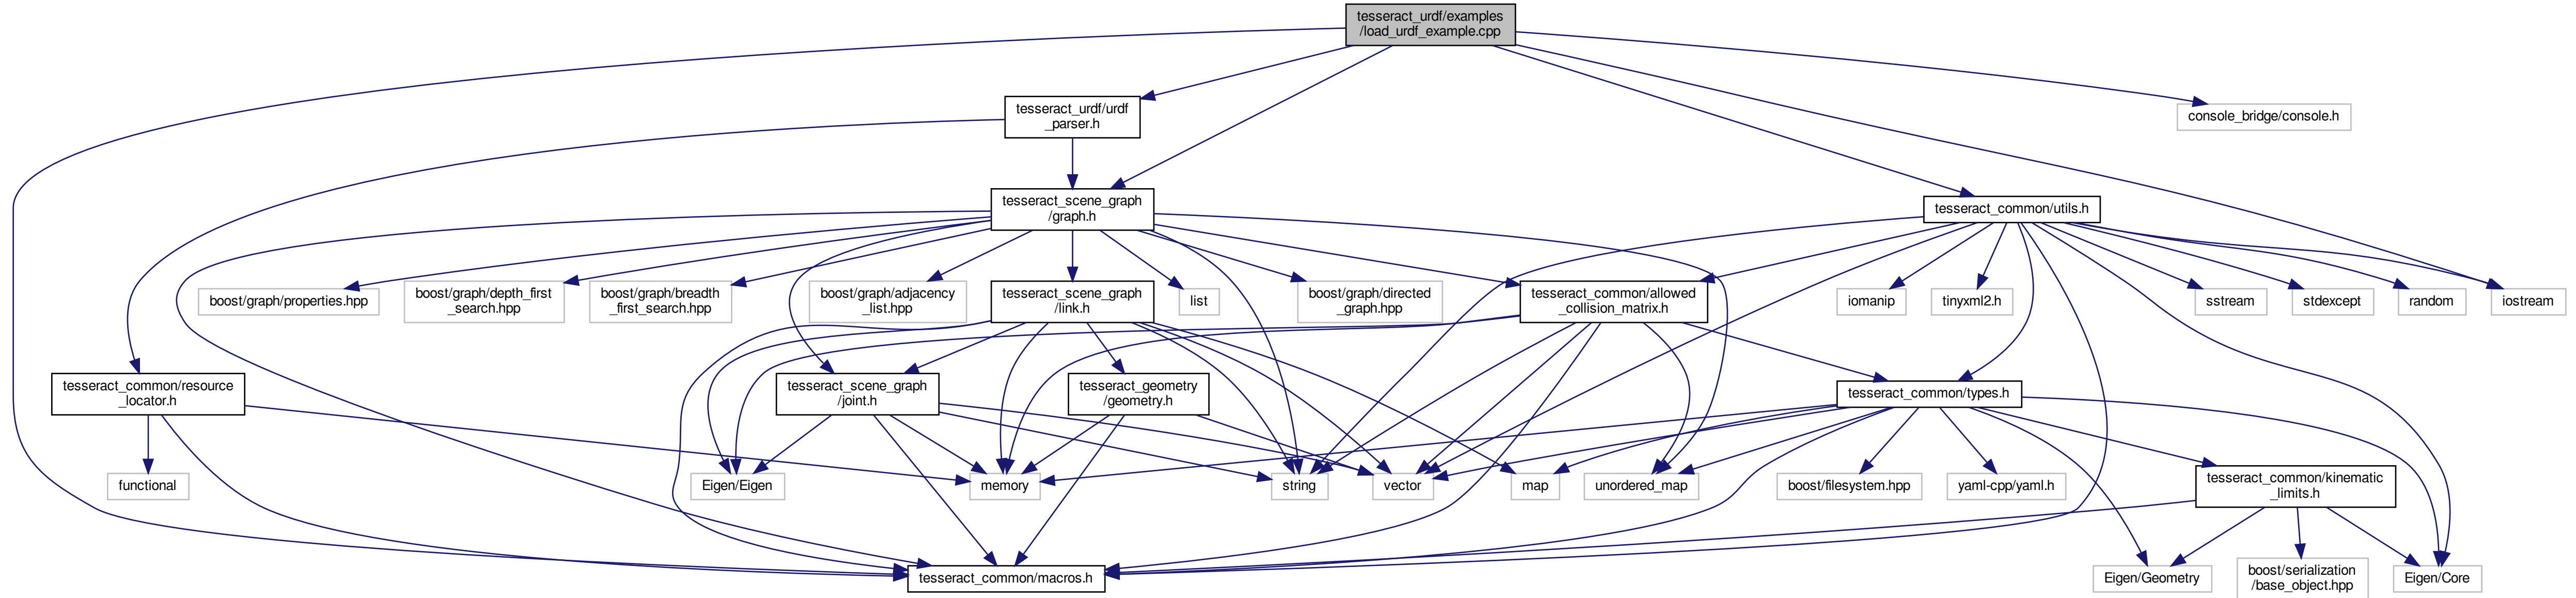 tesseract_urdf/examples
/load_urdf_example.cpp
tesseract_urdf/urdf
_parser.h
console_bridge/console.h
tesseract_scene_graph
/graph.h
tesseract_common/utils.h
boost/graph/properties.hpp
boost/graph/depth_first
_search.hpp
boost/graph/breadth
_first_search.hpp
boost/graph/adjacency
_list.hpp
tesseract_scene_graph
/link.h
list
boost/graph/directed
_graph.hpp
tesseract_common/allowed
_collision_matrix.h
iomanip
tinyxml2.h
sstream
stdexcept
random
iostream
tesseract_common/resource
_locator.h
tesseract_scene_graph
/joint.h
tesseract_geometry
/geometry.h
tesseract_common/types.h
functional
Eigen/Eigen
memory
string
vector
map
unordered_map
boost/filesystem.hpp
yaml-cpp/yaml.h
tesseract_common/kinematic
_limits.h
tesseract_common/macros.h
Eigen/Geometry
boost/serialization
/base_object.hpp
Eigen/Core